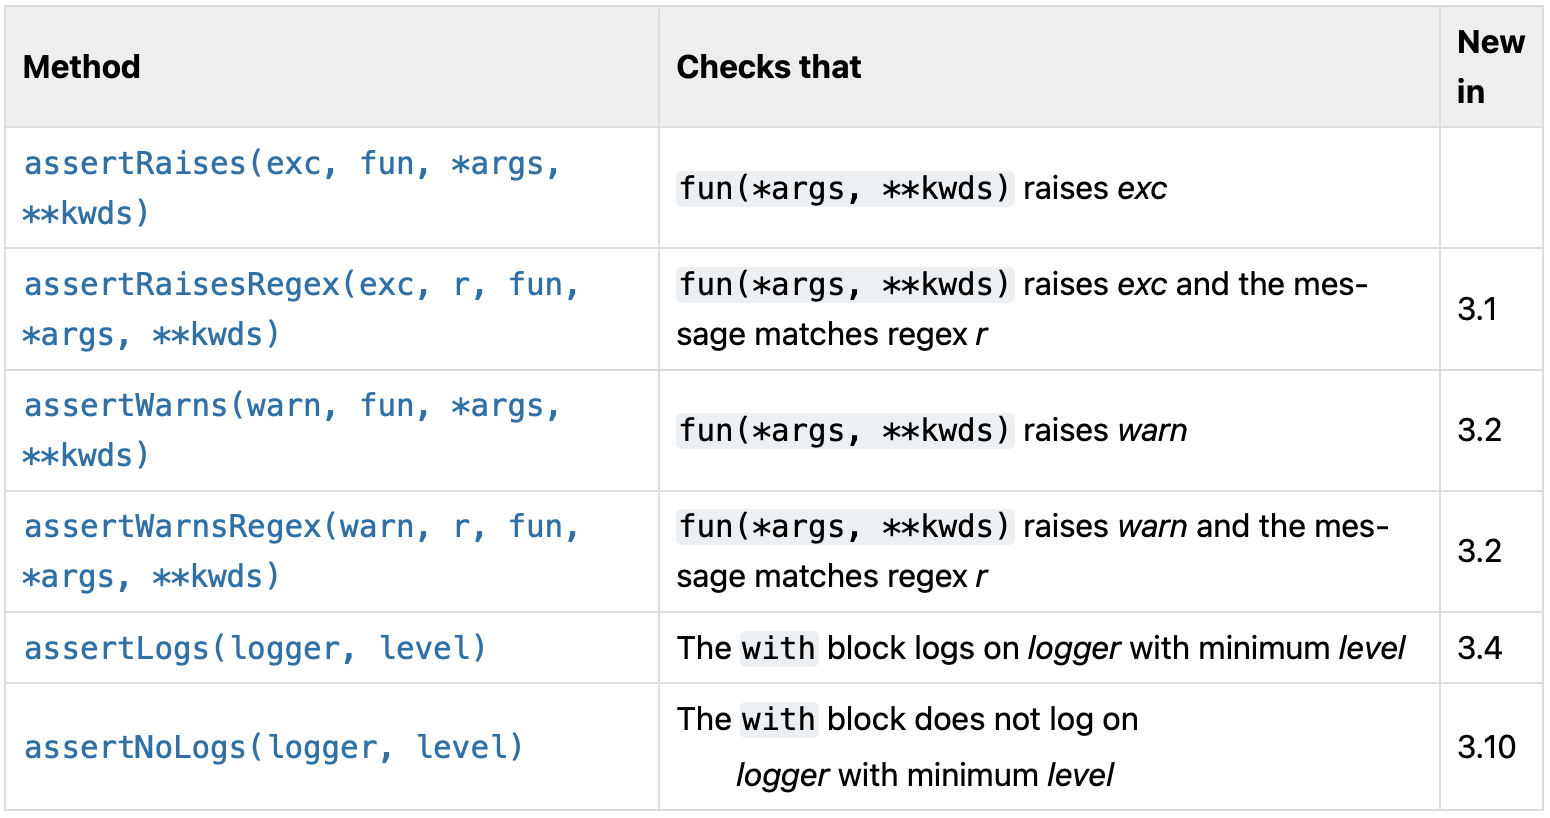 Method
Checks that
New
in
assertRaises(exc, fun, *args,
**kwds)
fun(*args, **kwds) raises exc
assertRaisesRegex(exc, r, fun,
*args, **kwds)
fun(*args, **kwds) raises exc and the mes-
sage matches regex r
3.1
assertWarns(warn, fun, *args,
**kwds)
fun(*args, **kwds) raises warn
3.2
assertWarnsRegex(warn, r, fun,
*args, **kwds)
fun(*args, **kwds) raises warn and the mes-
sage matches regex r
3.2
assertLogs(logger, level)
The with block logs on logger with minimum level
3.4
assertNoLogs(logger, level)
The with block does not log on
logger with minimum level
3.10